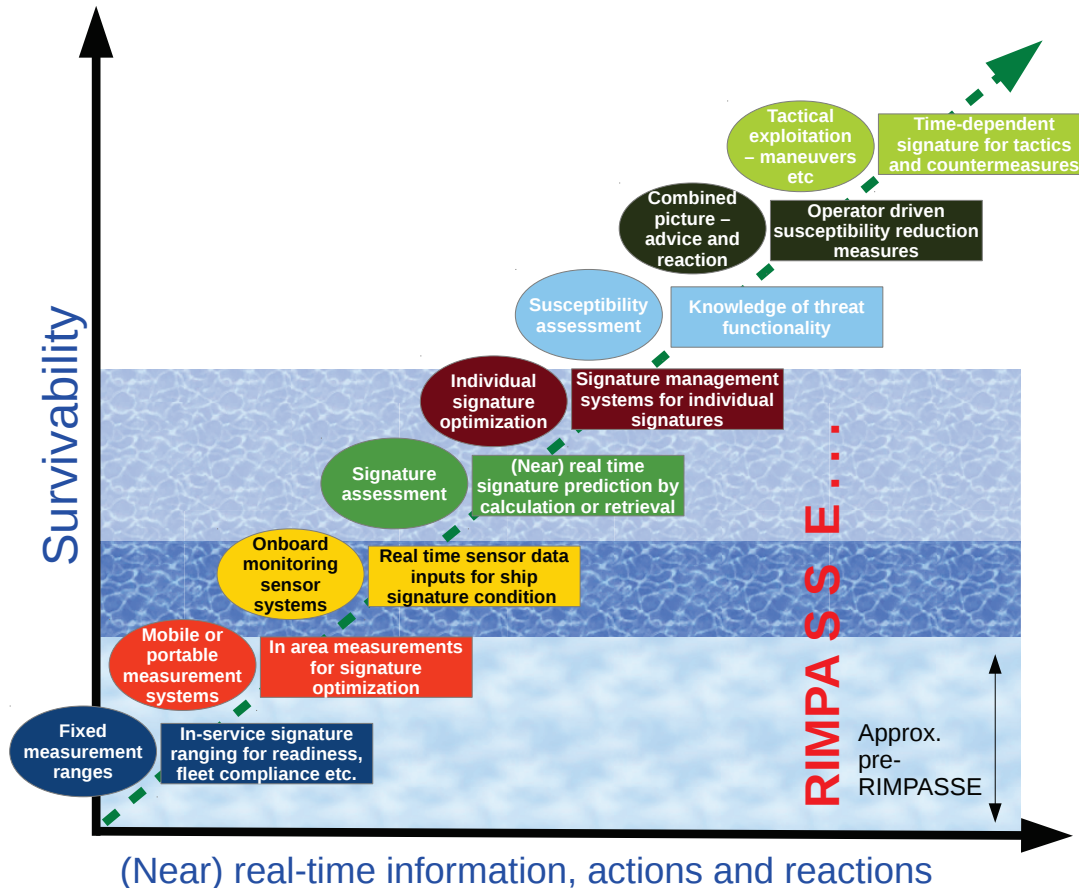 Tactical
exploitation
– maneuvers
etc
Time-dependent
signature for tactics
and countermeasures
Combined
picture –
advice and
reaction
Operator driven
susceptibility reduction
measures
Susceptibility
assessment
Knowledge of threat
functionality
Individual
signature
optimization
Signature management
systems for individual
signatures
Signature
assessment
(Near) real time
signature prediction by
calculation or retrieval
Onboard
monitoring
sensor
systems
Real time sensor data
inputs for ship
signature condition
Mobile or
portable
measurement
systems
In area measurements
for signature
optimization
Fixed
measurement
ranges
In-service signature
ranging for readiness,
fleet compliance etc.
RIMPASSE...
Approx.
pre-
RIMPASSE
Survivability
(Near) real-time information, actions and reactions